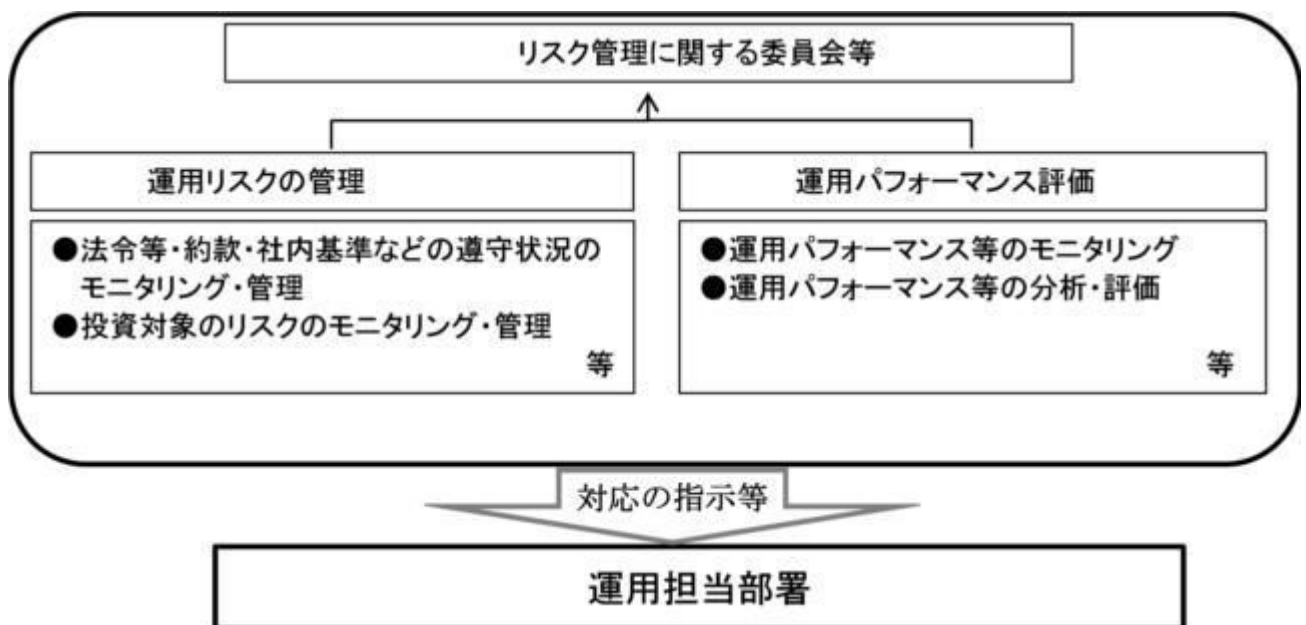 リスク管理に関する委員会等
運用リスクの管理
●法令等・約款・社内基準などの遵守状況の
モニタリング・管理
●投資対象のリスクのモニタリング・管理
等
運用パフォーマンス評価
●運用パフォーマンス等のモニタリング
●運用パフォーマンス等の分析・評価
等
対応の指示等
運用担当部署